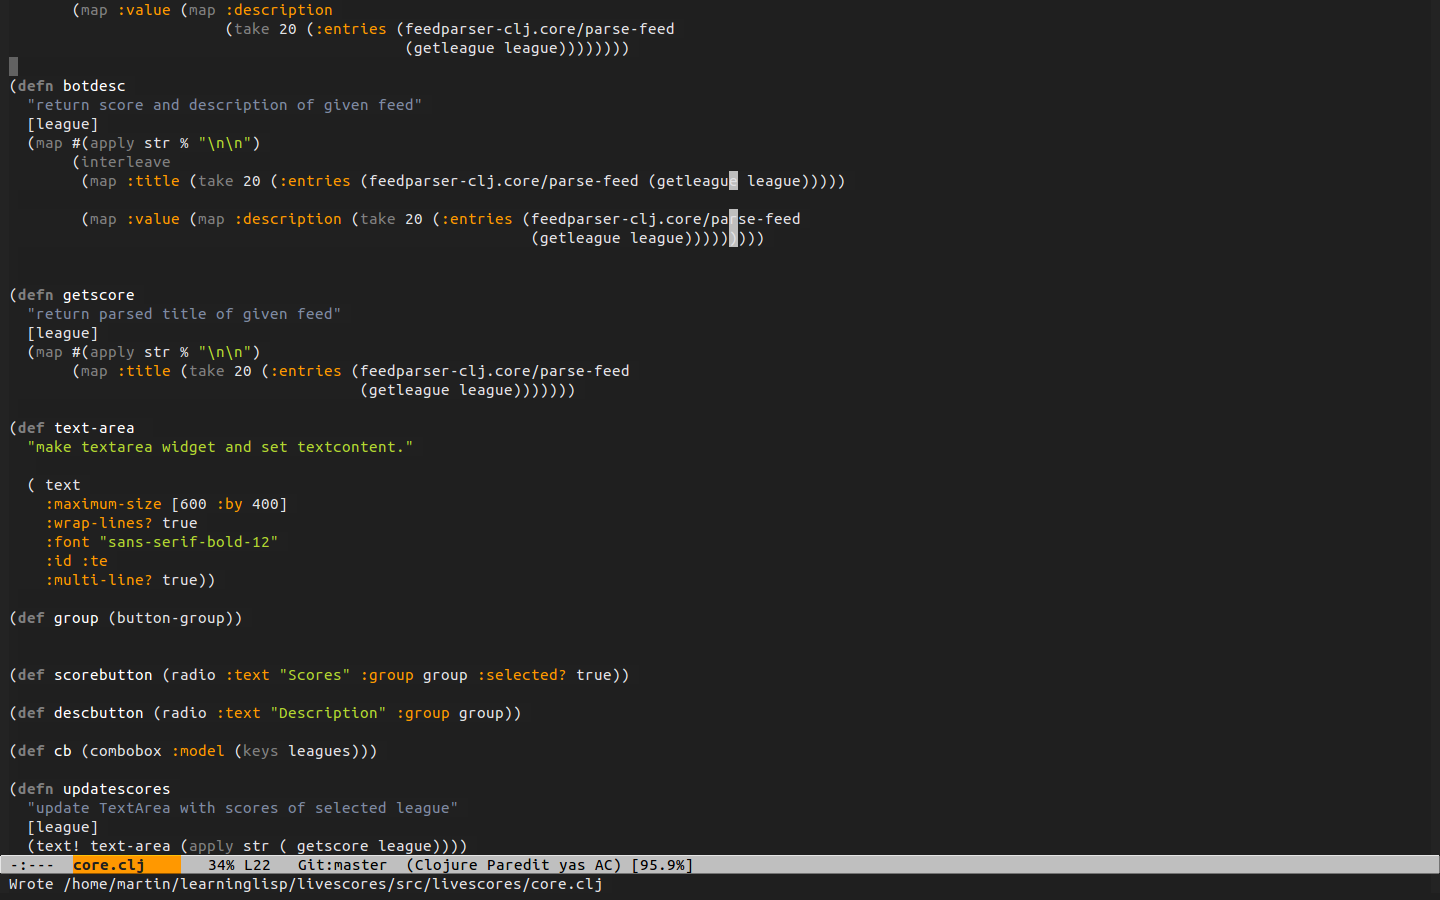 (map :value (map :description
(take 20 (:entries (feedparser-clj.core/parse-feed
(getleague league))))))))
(defn botdesc
"return score and description of given feed"
[league]
(map #(apply str % "\n\n")
(interleave
(map :title (take 20 (:entries (feedparser-clj.core/parse-feed (getleague league)))))
(map :value (map :description (take 20 (:entries (feedparser-clj.core/parse-feed
(getleague league)))))))))
(defn getscore
"return parsed title of given feed"
[league]
(map #(apply str % "\n\n")
(map :title (take 20 (:entries (feedparser-clj.core/parse-feed
(getleague league)))))))
(def text-area
"make textarea widget and set textcontent."
( text
:maximum-size [600 :by 400]
:wrap-lines? true
:font "sans-serif-bold-12"
:id :te
:multi-line? true))
(def group (button-group))
(def scorebutton (radio :text "Scores" :group group :selected? true))
(def descbutton (radio :text "Description" :group group))
(def cb (combobox :model (keys leagues)))
(defn updatescores
"update TextArea with scores of selected league"
[league]
(text! text-area (apply str ( getscore league))))
-:---  core.clj       34% L22   Git:master  (Clojure Paredit yas AC) [95.9%]
Wrote /home/martin/learninglisp/livescores/src/livescores/core.clj